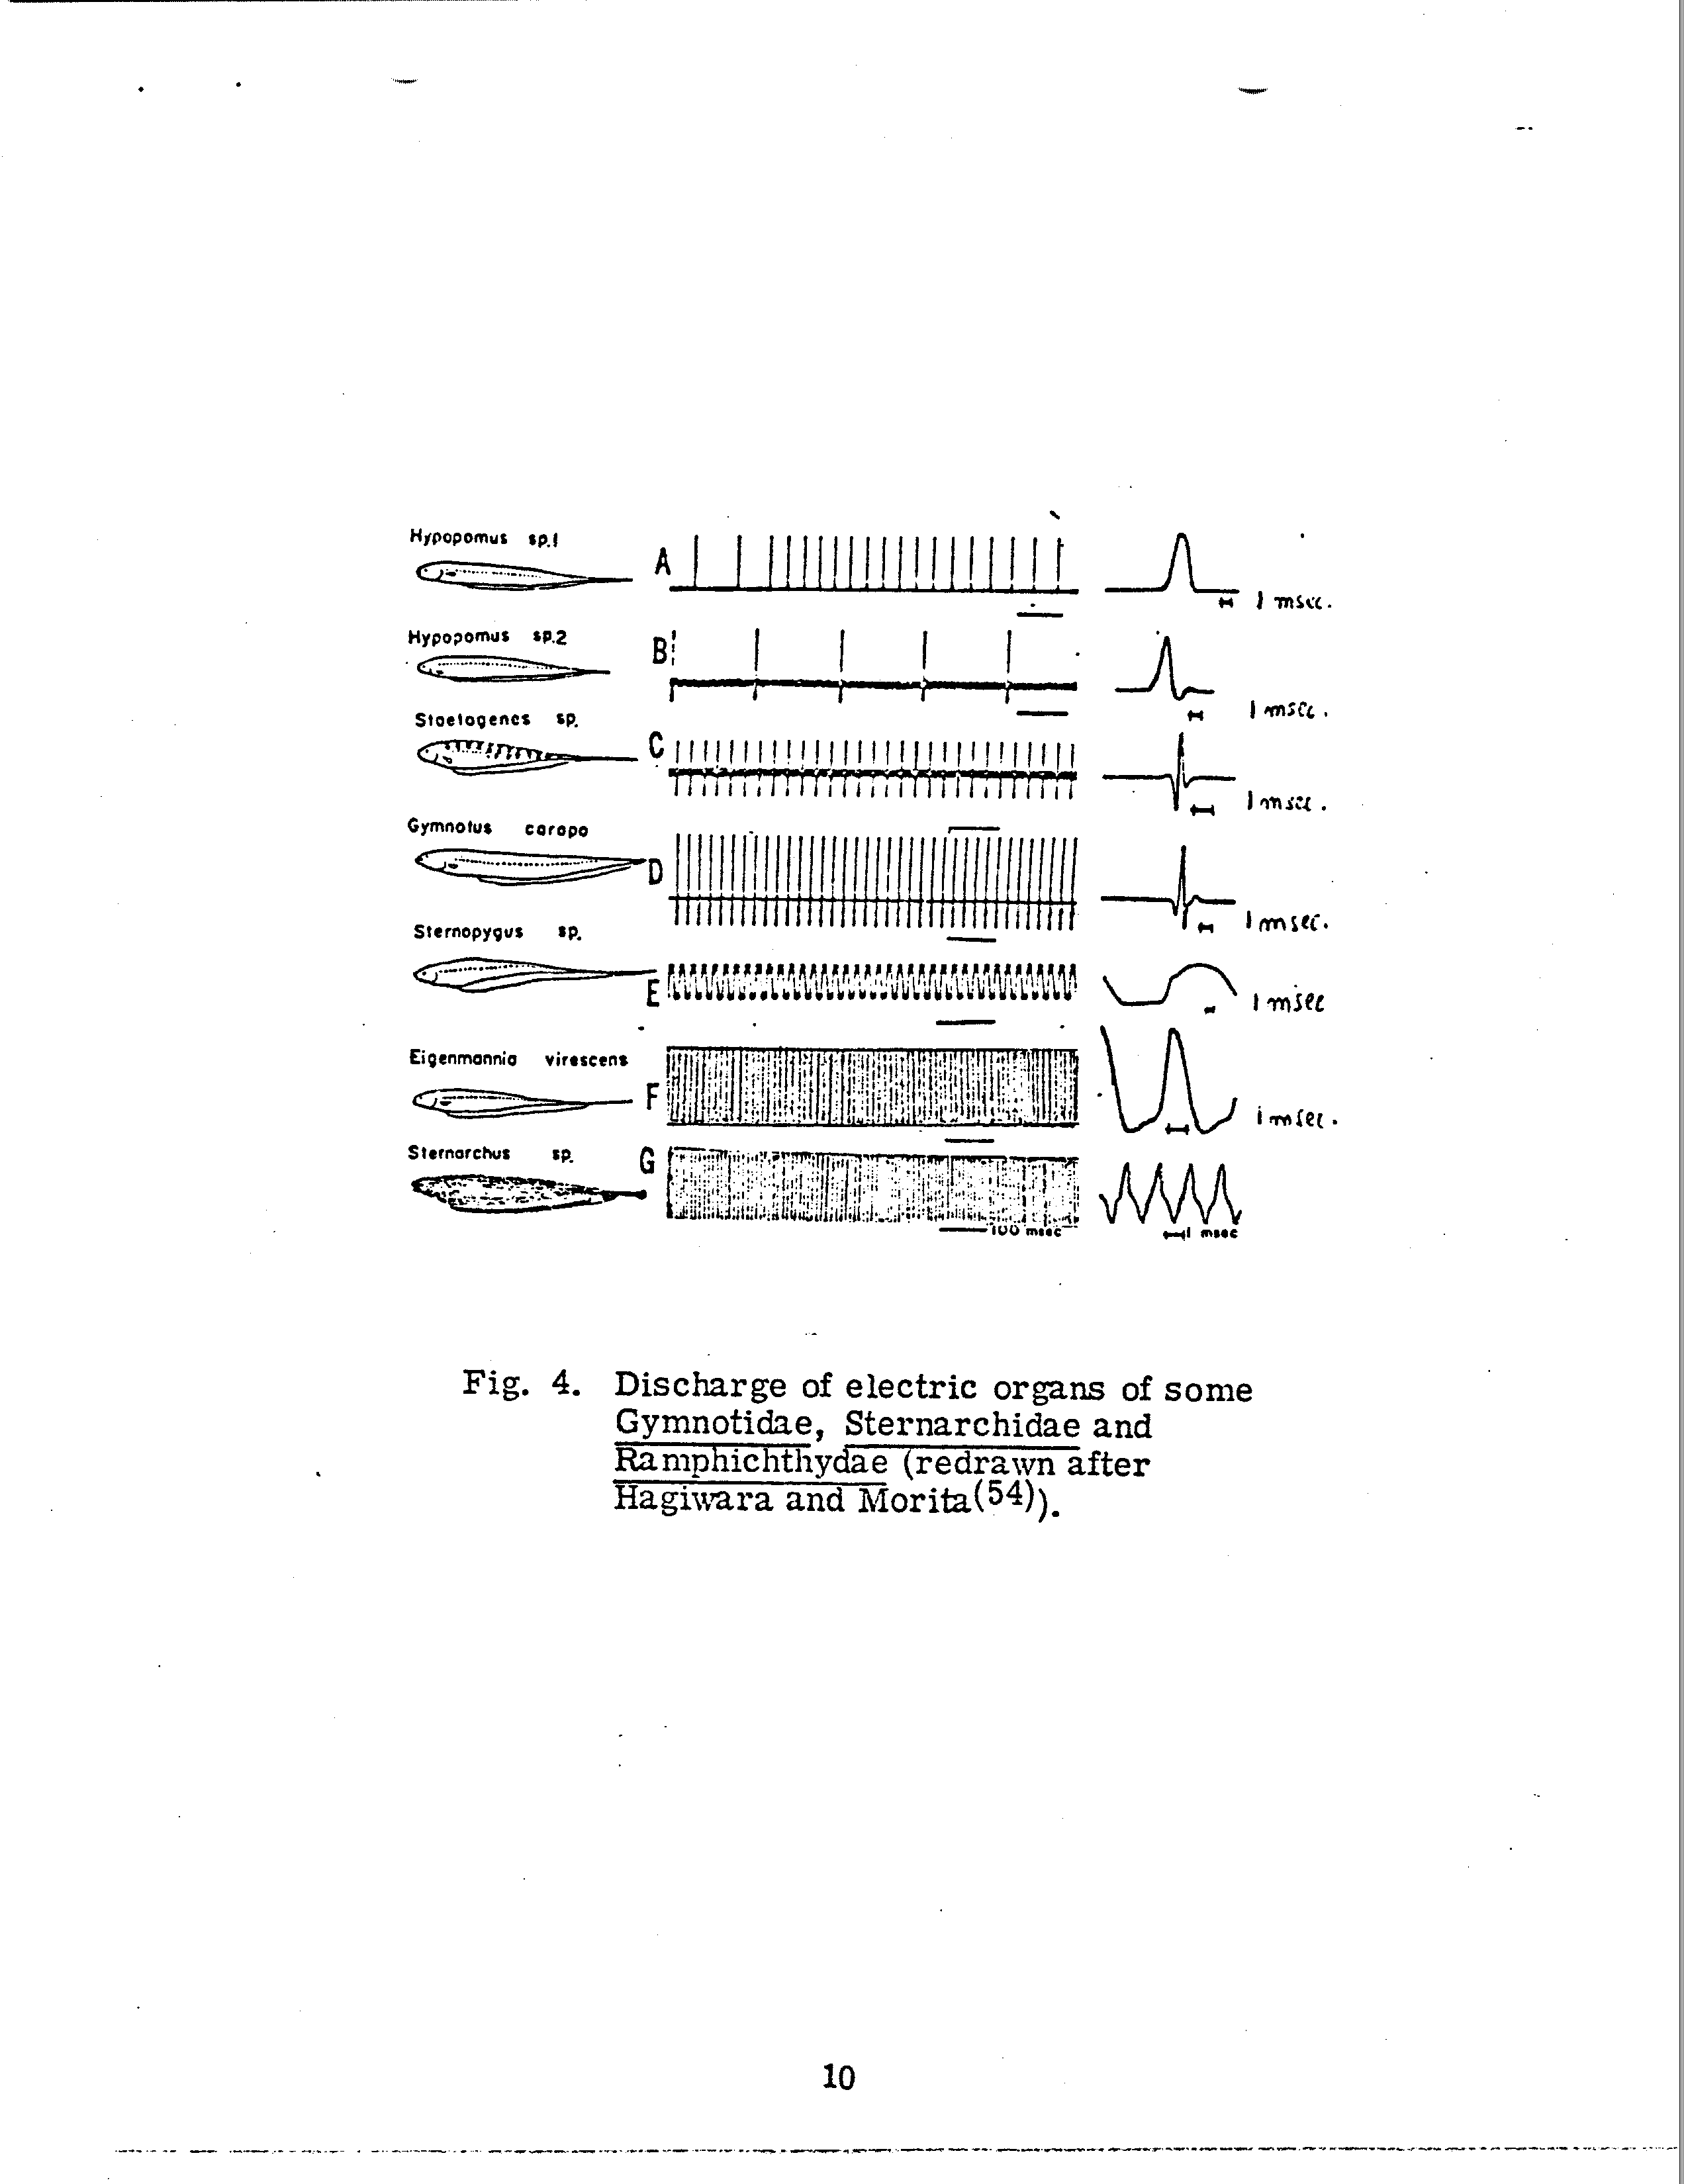 Hypopomus sp.1
A
1 msec.
Hypopomus sp.2
B
1 msec.
Staetogenes sp.
C
1 msec.
Gymnotus carapo
D
1 msec.
Sternopygus sp.
E
1 msec
Eigenmannia virescens
F
1 msec.
Sternarchus sp.
G
100 msec
1 msec
Fig. 4. Discharge of electric organs of some
Gymnotidae, Sternarchidae and
Ramphichthydae (redrawn after
Hagiwara and Morita(54)).
10